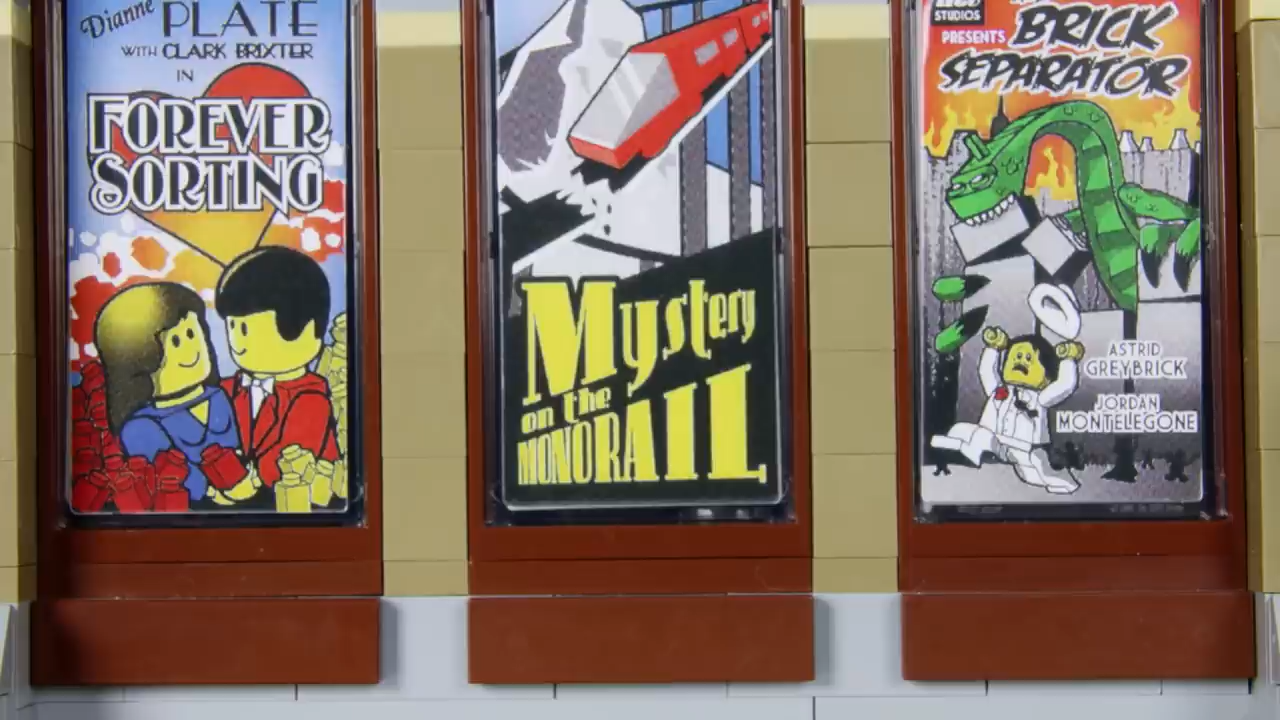 Dianne
PLATE
WITH CLARK BRIXTER
IN
FOREVER
SORTING
Mystery
on the
MONORAIL
STUDIOS
PRESENTS
BRICK
SEPARATOR
ASTRID
GREYBRICK
JORDAN
MONTELEGONE